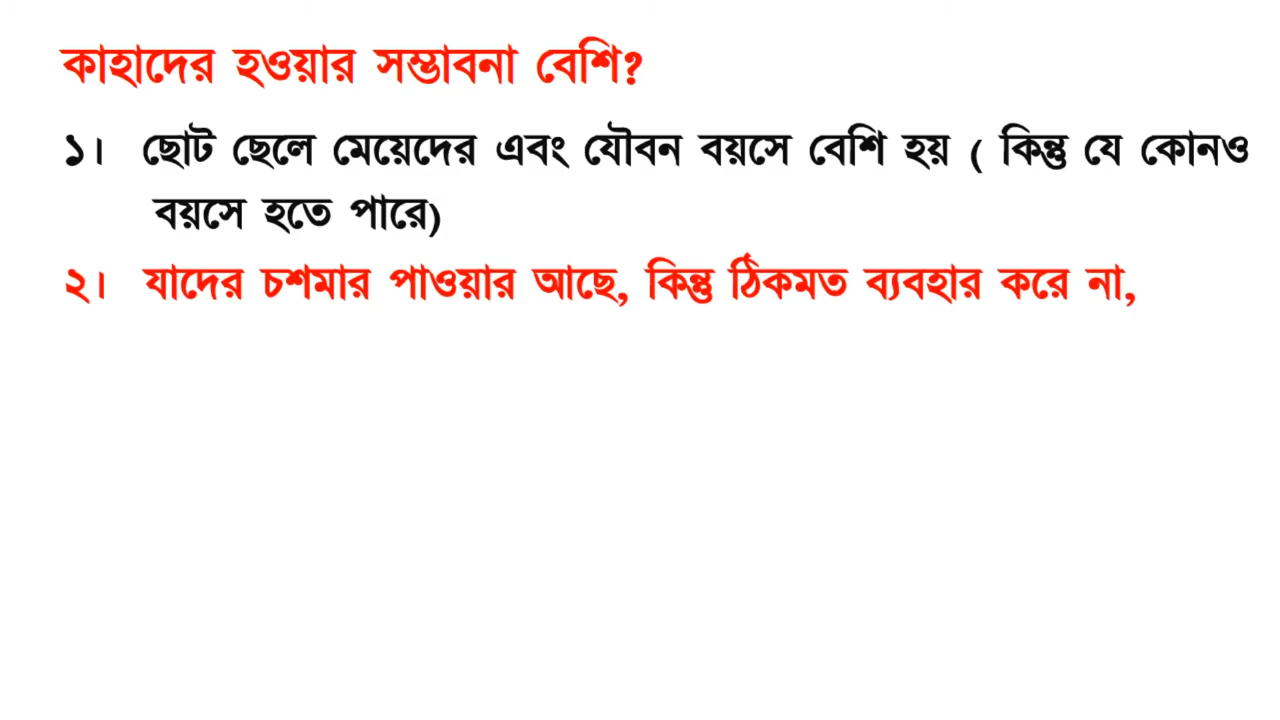 কাহাদের হওয়ার সম্ভাবনা বেশি?
১। ছোট ছেলে মেয়েদের এবং যৌবন বয়সে বেশি হয় ( কিন্তু যে কোনও
বয়সে হতে পারে)
২। যাদের চশমার পাওয়ার আছে, কিন্তু ঠিকমত ব্যবহার করে না,